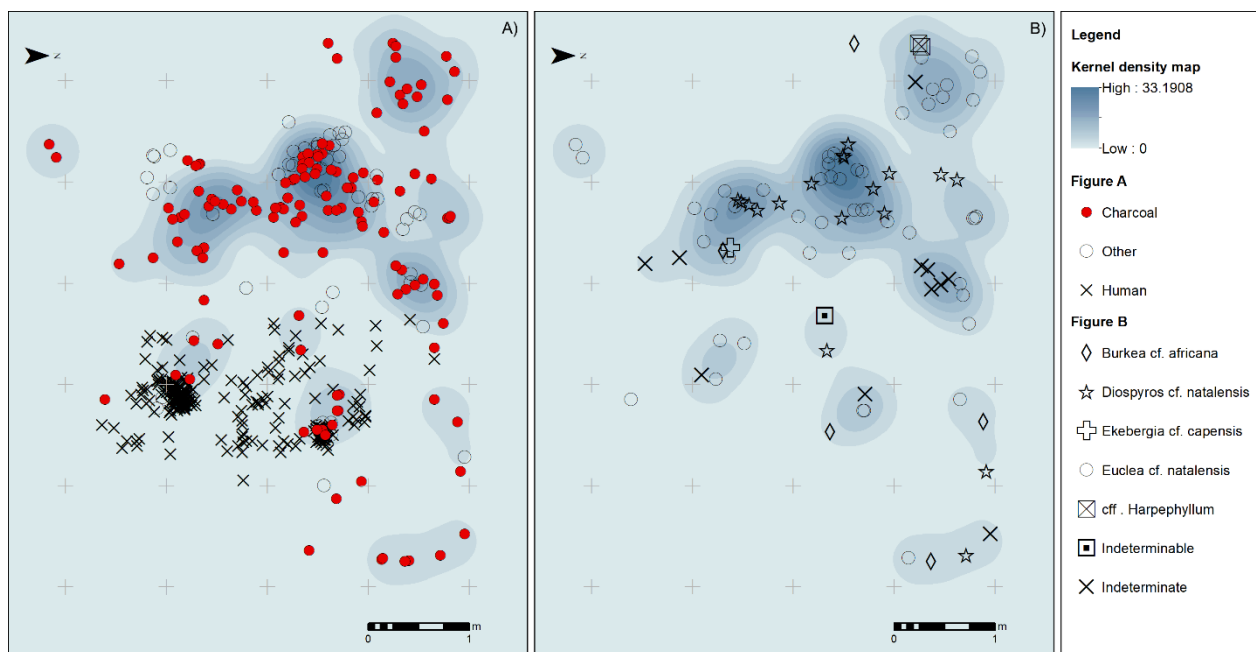 A)
N
0
1
m
B)
N
0
1
m
Legend
Kernel density map
High : 33.1908
Low : 0
Figure A
Charcoal
Other
Human
Figure B
Burkea cf. africana
Diospyros cf. natalensis
Ekebergia cf. capensis
Euclea cf. natalensis
cff . Harpephyllum
Indeterminable
Indeterminate